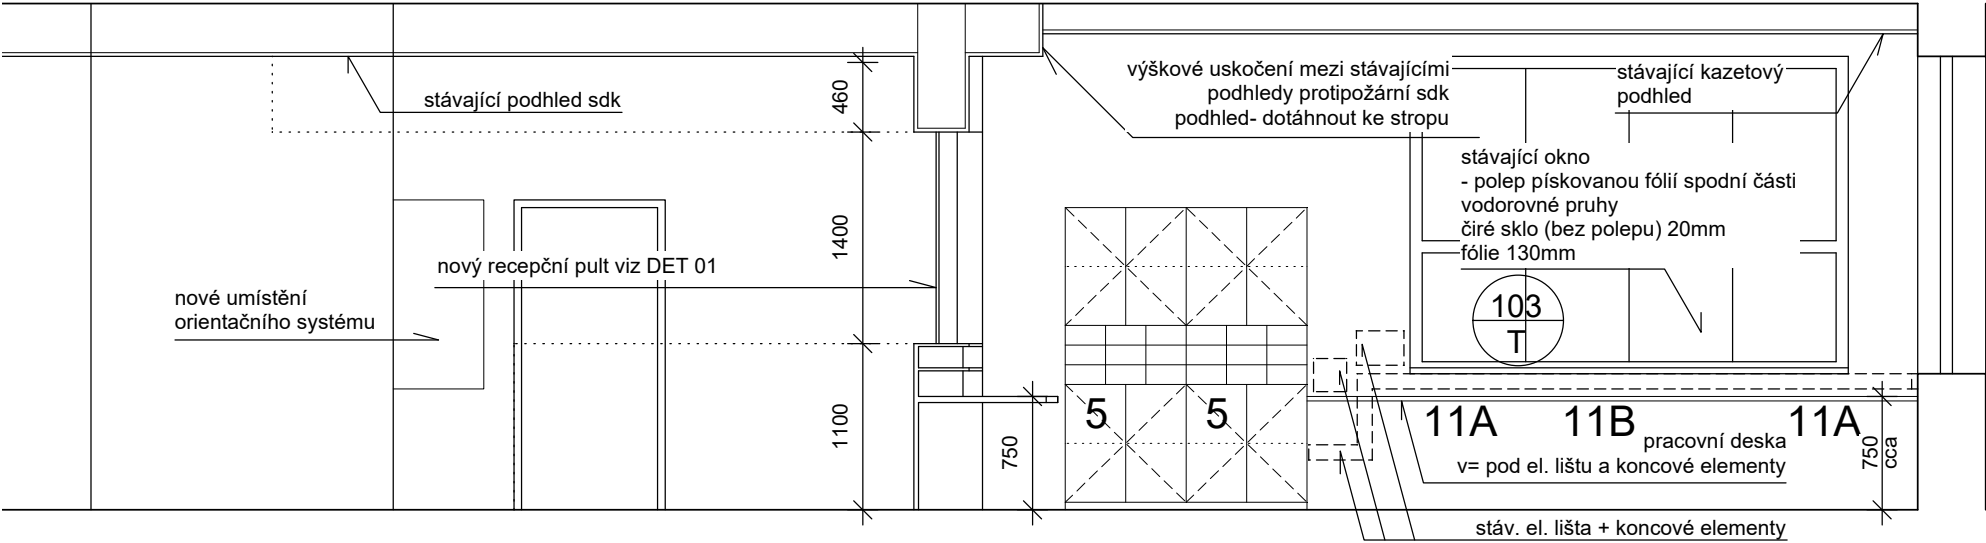 výškové uskočení mezi stávajícími
podhledy protipožární sdk
podhled- dotáhnout ke stropu
stávající kazetový
podhled
stávající podhled sdk
460
stávající okno
- polep pískovanou fólií spodní části
vodorovné pruhy
čiré sklo (bez polepu) 20mm
fólie 130mm
1400
nový recepční pult viz DET 01
nové umístění
orientačního systému
103
T
1100
750
5
5
11A
11B
11A
pracovní deska
v= pod el. lištu a koncové elementy
750
cca
stáv. el. lišta + koncové elementy